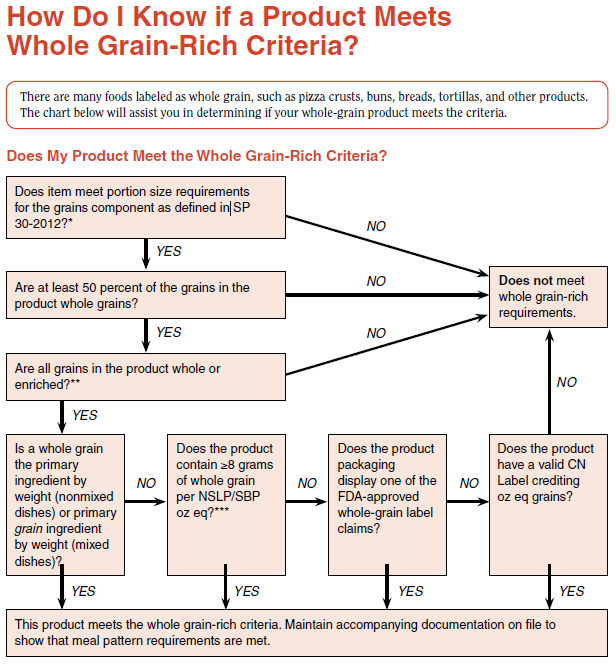 How Do I Know if a Product Meets
Whole Grain-Rich Criteria?
There are many foods labeled as whole grain, such as pizza crusts, buns, breads, tortillas, and other products.
The chart below will assist you in determining if your whole-grain product meets the criteria.
Does My Product Meet the Whole Grain-Rich Criteria?
Does item meet portion size requirements
for the grains component as defined in SP
30-2012?*
NO
YES
Are at least 50 percent of the grains in the
product whole grains?
NO
Does not meet
whole grain-rich
requirements.
YES
NO
Are all grains in the product whole or
enriched?**
YES
NO
Is a whole grain
the primary
ingredient by
weight (nonmixed
dishes) or primary
grain ingredient
by weight (mixed
dishes)?
NO
Does the product
contain ≥8 grams
of whole grain
per NSLP/SBP
oz eq?***
NO
Does the product
packaging
display one of the
FDA-approved
whole-grain label
claims?
NO
Does the product
have a valid CN
Label crediting
oz eq grains?
YES
YES
YES
YES
This product meets the whole grain-rich criteria. Maintain accompanying documentation on file to
show that meal pattern requirements are met.